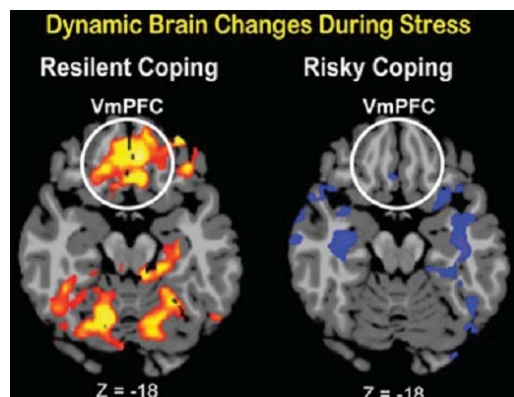 Dynamic Brain Changes During Stress
Resilent Coping
Risky Coping
VmPFC
VmPFC
Z = -18
Z = -18